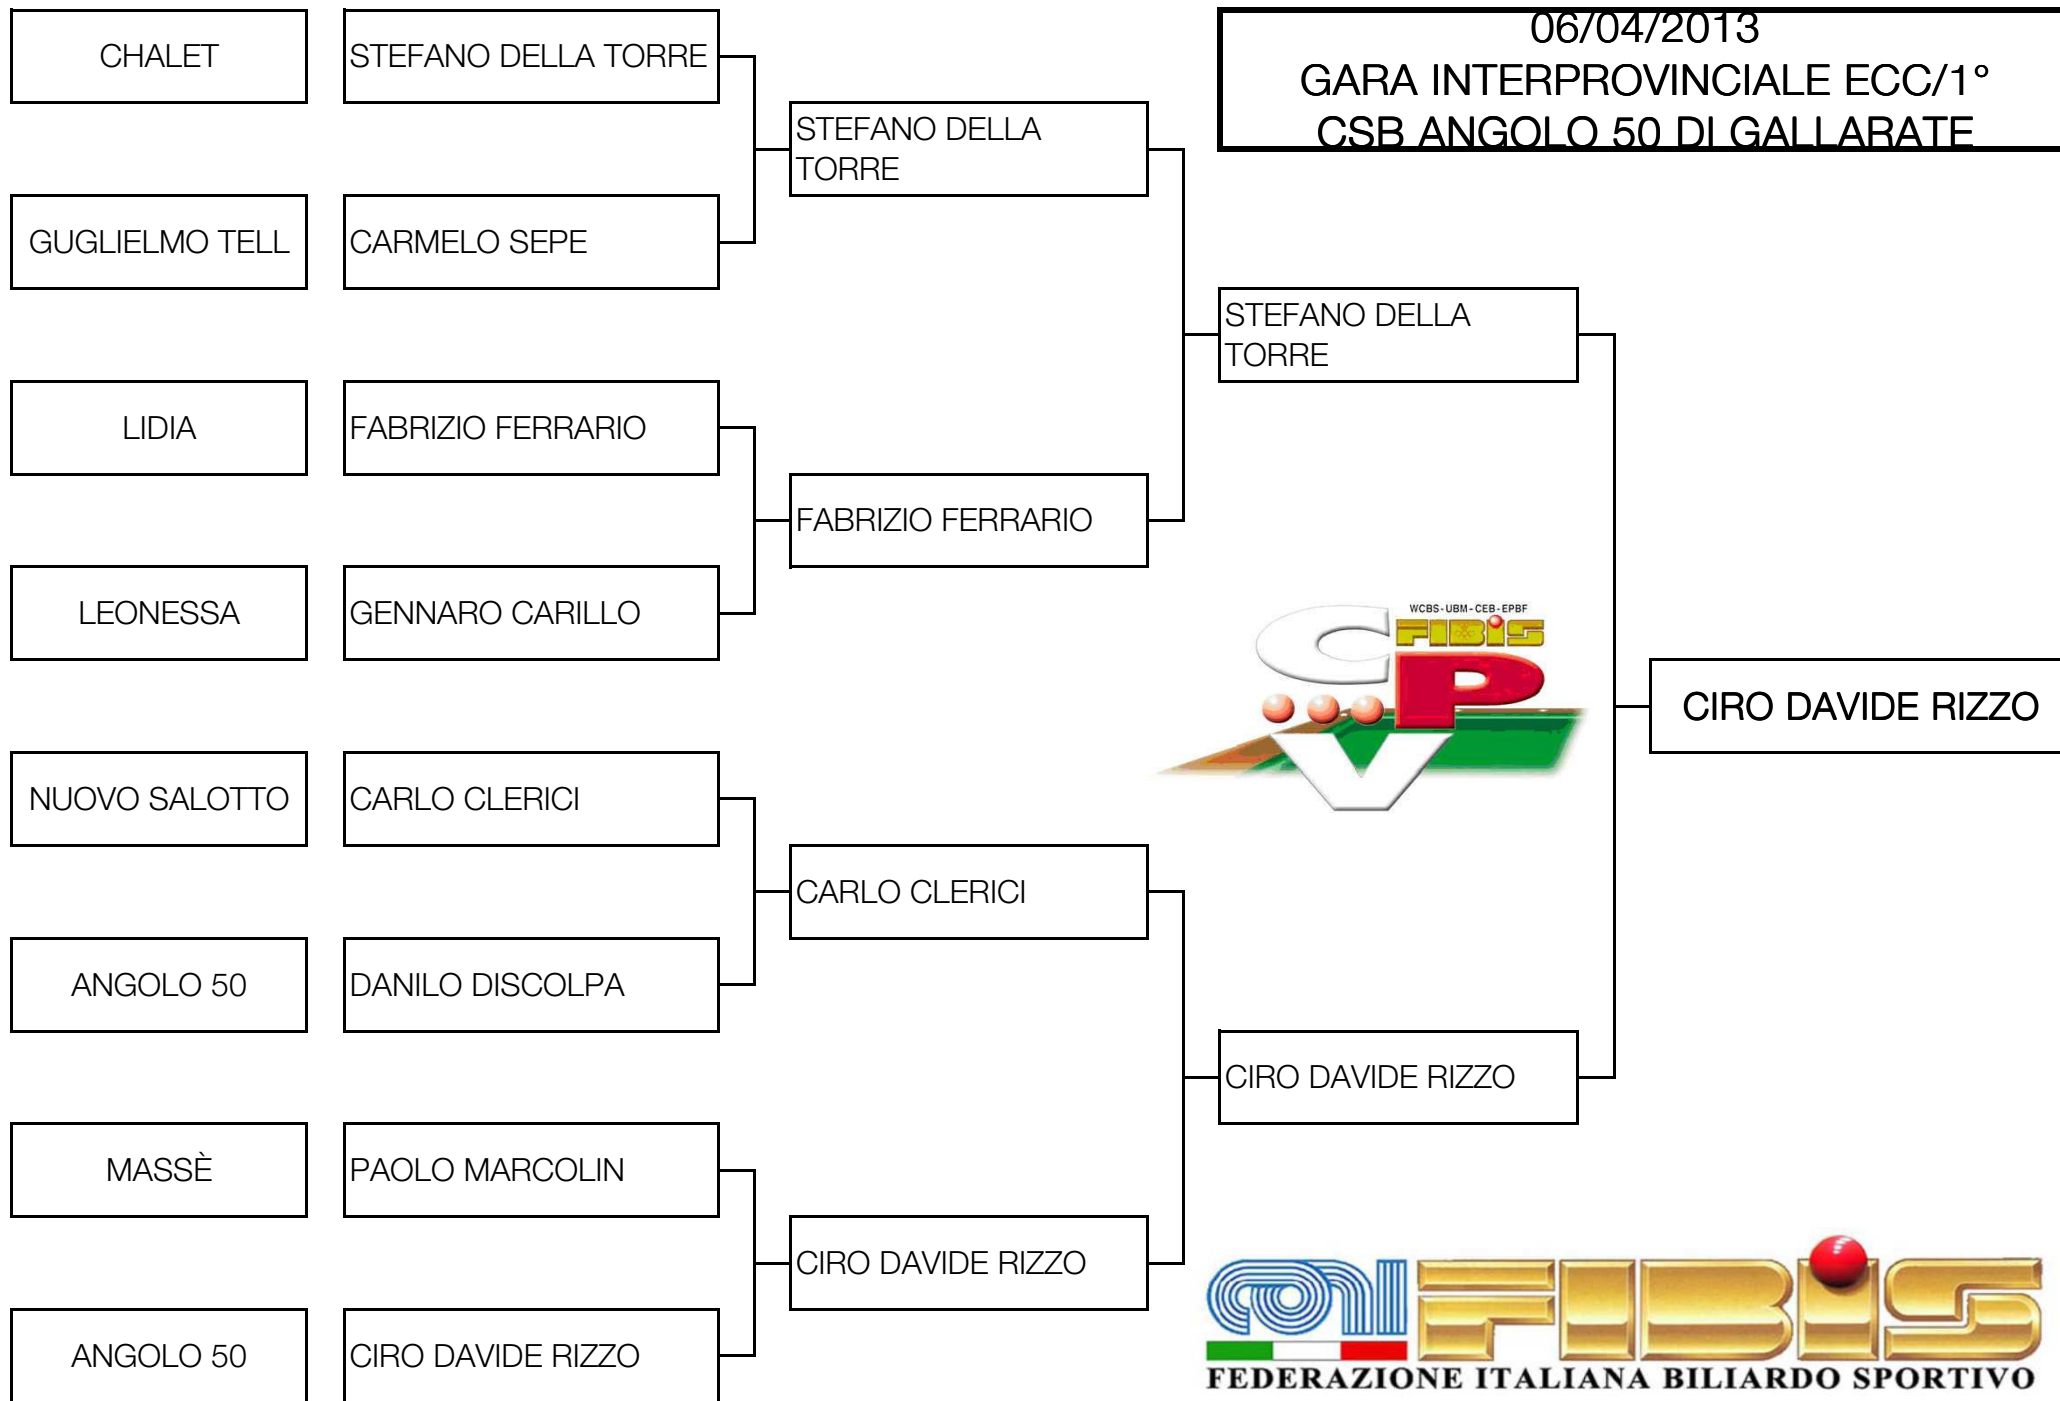 06/04/2013
GARA INTERPROVINCIALE ECC/1°
CSB ANGOLO 50 DI GALLARATE
CHALET
STEFANO DELLA TORRE
STEFANO DELLA
TORRE
GUGLIELMO TELL
CARMELO SEPE
STEFANO DELLA
TORRE
LIDIA
FABRIZIO FERRARIO
FABRIZIO FERRARIO
LEONESSA
GENNARO CARILLO
WCBS-UBM-CEB-EPBF
C FIBIS
P
V
CIRO DAVIDE RIZZO
NUOVO SALOTTO
CARLO CLERICI
CARLO CLERICI
ANGOLO 50
DANILO DISCOLPA
CIRO DAVIDE RIZZO
MASSÈ
PAOLO MARCOLIN
CIRO DAVIDE RIZZO
ANGOLO 50
CIRO DAVIDE RIZZO
CONI FIBIS
FEDERAZIONE ITALIANA BILIARDO SPORTIVO